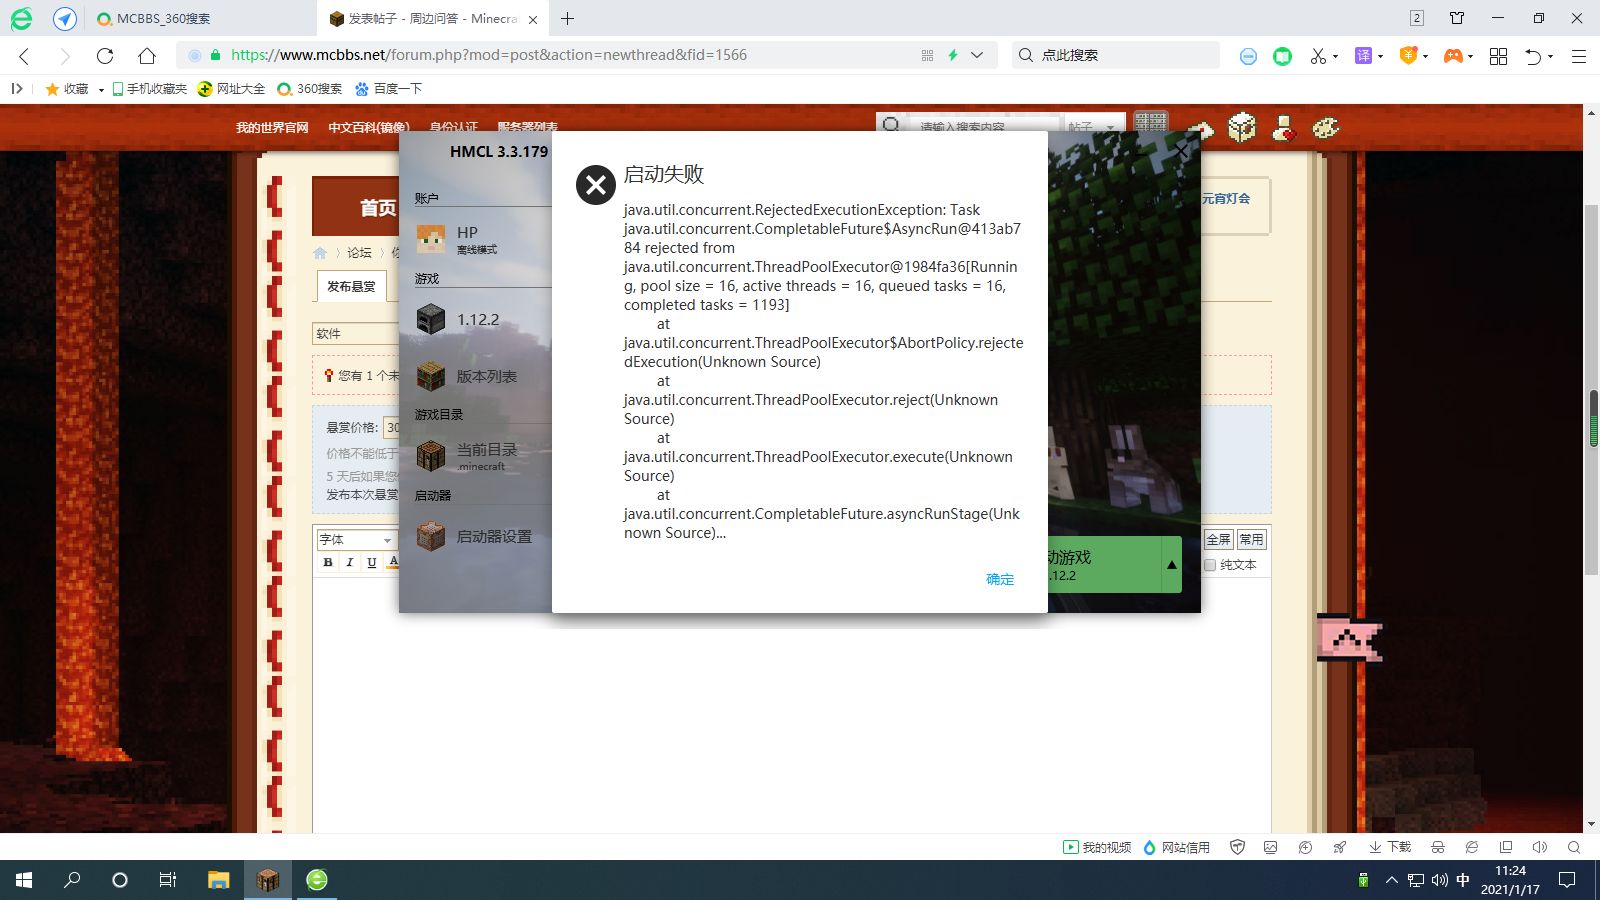 MCBBS_360搜索
发表帖子 - 周边问答 - Minecra
2
https://www.mcbbs.net/forum.php?mod=post&action=newthread&fid=1566
点此搜索
译
收藏
手机收藏夹
网址大全
360搜索
百度一下
我的世界官网
中文百科(镜像)
身份认证
服务器列表
请输入搜索内容
帖子
HMCL 3.3.179
首页
元宵灯会
论坛
发布悬赏
软件
您有 1 个未
悬赏价格:
30
价格不能低于
5 天后如果您
发布本次悬赏
字体
B I U A
全屏
常用
纯文本
账户
HP
离线模式
游戏
1.12.2
版本列表
游戏目录
当前目录
.minecraft
启动器
启动器设置
启动失败
java.util.concurrent.RejectedExecutionException: Task
java.util.concurrent.CompletableFuture$AsyncRun@413ab7
84 rejected from
java.util.concurrent.ThreadPoolExecutor@1984fa36[Runnin
g, pool size = 16, active threads = 16, queued tasks = 16,
completed tasks = 1193]
at
java.util.concurrent.ThreadPoolExecutor$AbortPolicy.rejecte
dExecution(Unknown Source)
at
java.util.concurrent.ThreadPoolExecutor.reject(Unknown
Source)
at
java.util.concurrent.ThreadPoolExecutor.execute(Unknown
Source)
at
java.util.concurrent.CompletableFuture.asyncRunStage(Unk
nown Source)...
确定
动游戏
.12.2
我的视频
网站信用
下载
中
11:24
2021/1/17